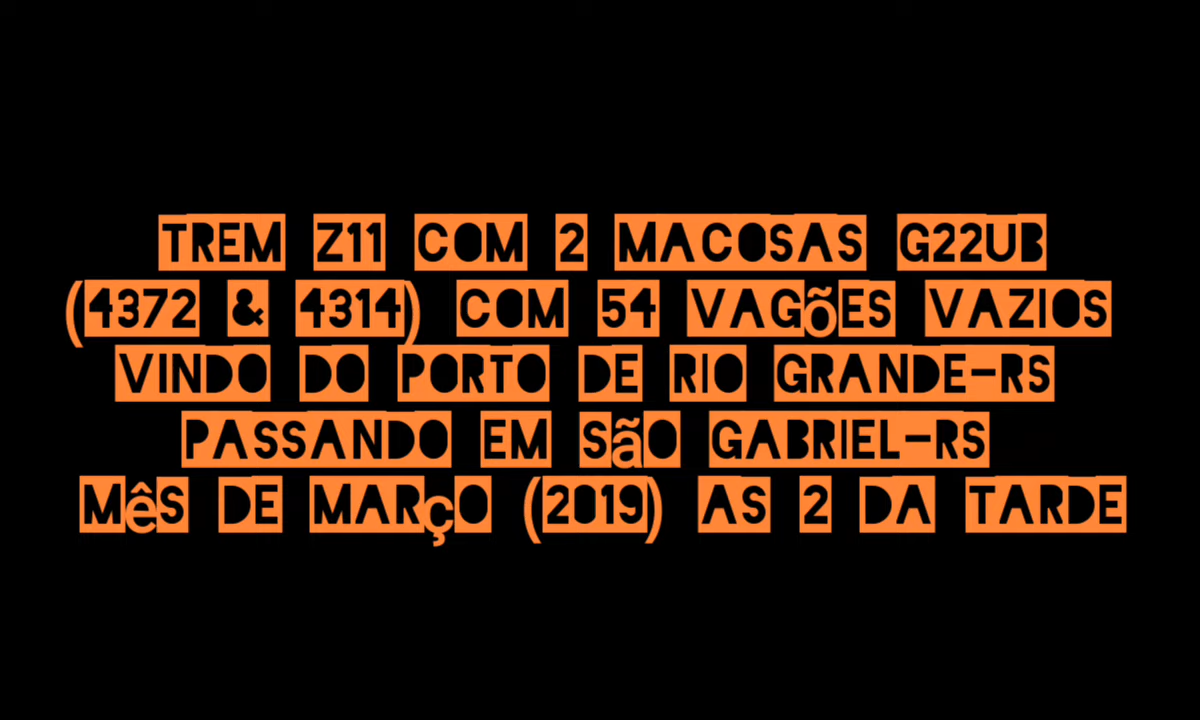 TREM Z11 COM 2 MACOSAS G22UB
(4372 & 4314) COM 54 VAGÕES VAZIOS
VINDO DO PORTO DE RIO GRANDE-RS
PASSANDO EM SÃO GABRIEL-RS
MÊS DE MARÇO (2019) AS 2 DA TARDE